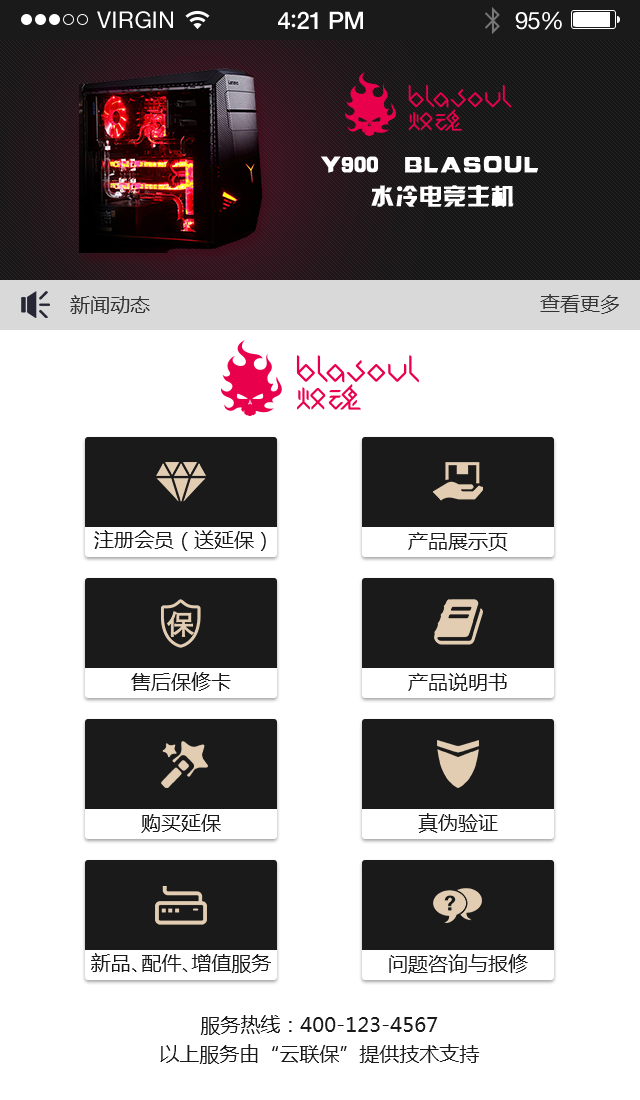 VIRGIN 4:21 PM 95%
blasoul
炫魂
Y900 BLASOUL
水冷电竞主机
新闻动态 查看更多
blasoul
炫魂
注册会员（送延保） 产品展示页
保
售后保修卡 产品说明书
购买延保 真伪验证
?
新品、配件、增值服务 问题咨询与报修
服务热线：400-123-4567
以上服务由“云联保”提供技术支持